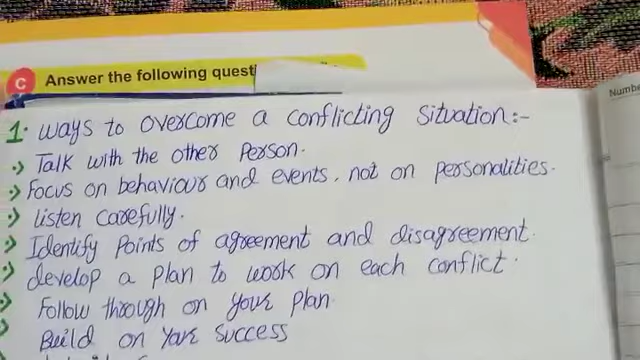 C Answer the following quest
Numbe
1. Ways to overcome a conflicting situation:-
Talk with the other Person.
Focus on behaviour and events, not on personalities.
listen carefully.
Identify Points of agreement and disagreement.
develop a plan to work on each conflict.
Follow through on your Plan.
Build on your success